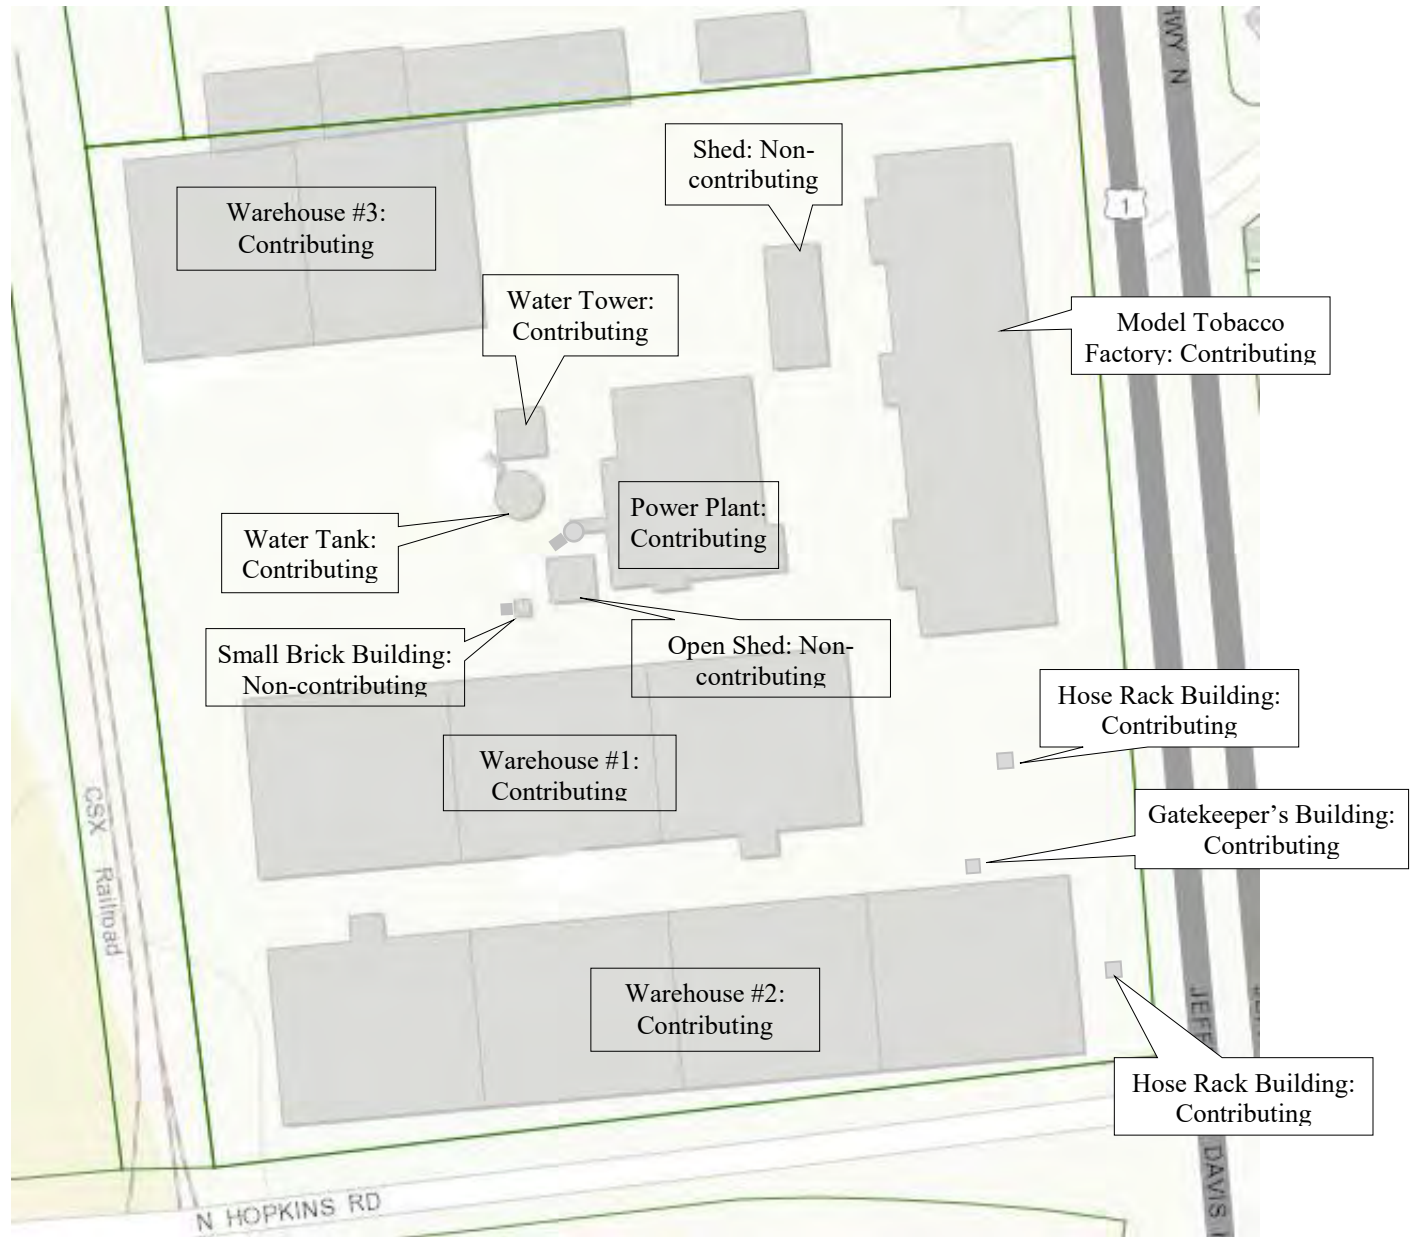 HWY N
Shed: Non-
contributing
1
Warehouse #3:
Contributing
Water Tower:
Contributing
Model Tobacco
Factory: Contributing
Power Plant:
Contributing
Water Tank:
Contributing
Small Brick Building:
Non-contributing
Open Shed: Non-
contributing
Hose Rack Building:
Contributing
Warehouse #1:
Contributing
Gatekeeper’s Building:
Contributing
CSX Railroad
Warehouse #2:
Contributing
Hose Rack Building:
Contributing
DAVIS
N HOPKINS RD